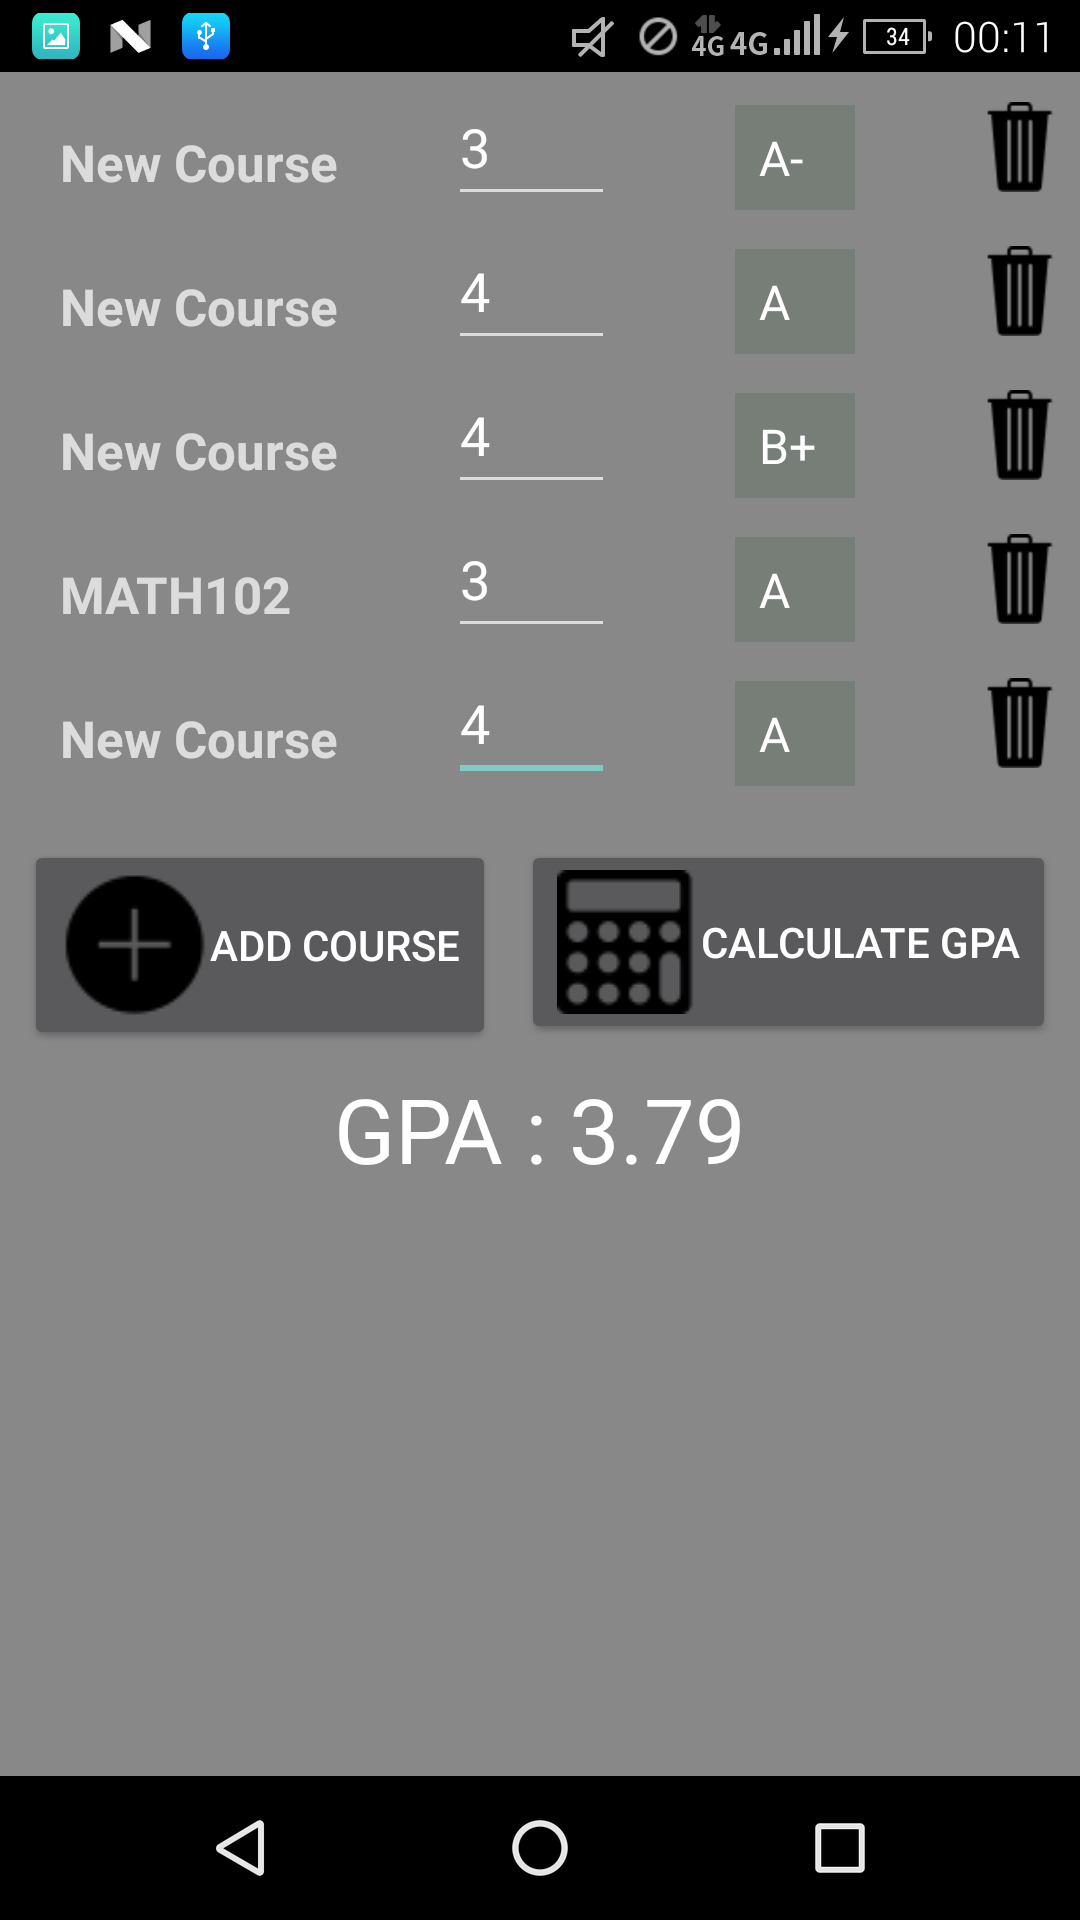 4G 4G 34 00:11
New Course 3 A-
New Course 4 A
New Course 4 B+
MATH102 3 A
New Course 4 A
ADD COURSE CALCULATE GPA
GPA : 3.79